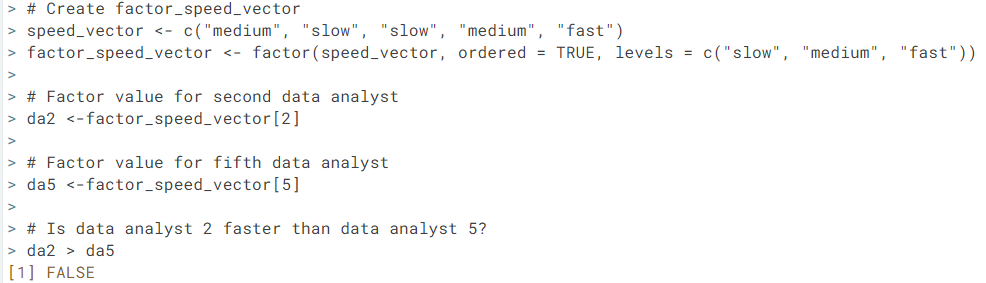 > # Create factor_speed_vector
> speed_vector <- c("medium", "slow", "slow", "medium", "fast")
> factor_speed_vector <- factor(speed_vector, ordered = TRUE, levels = c("slow", "medium", "fast"))
>
> # Factor value for second data analyst
> da2 <-factor_speed_vector[2]
>
> # Factor value for fifth data analyst
> da5 <-factor_speed_vector[5]
>
> # Is data analyst 2 faster than data analyst 5?
> da2 > da5
[1] FALSE